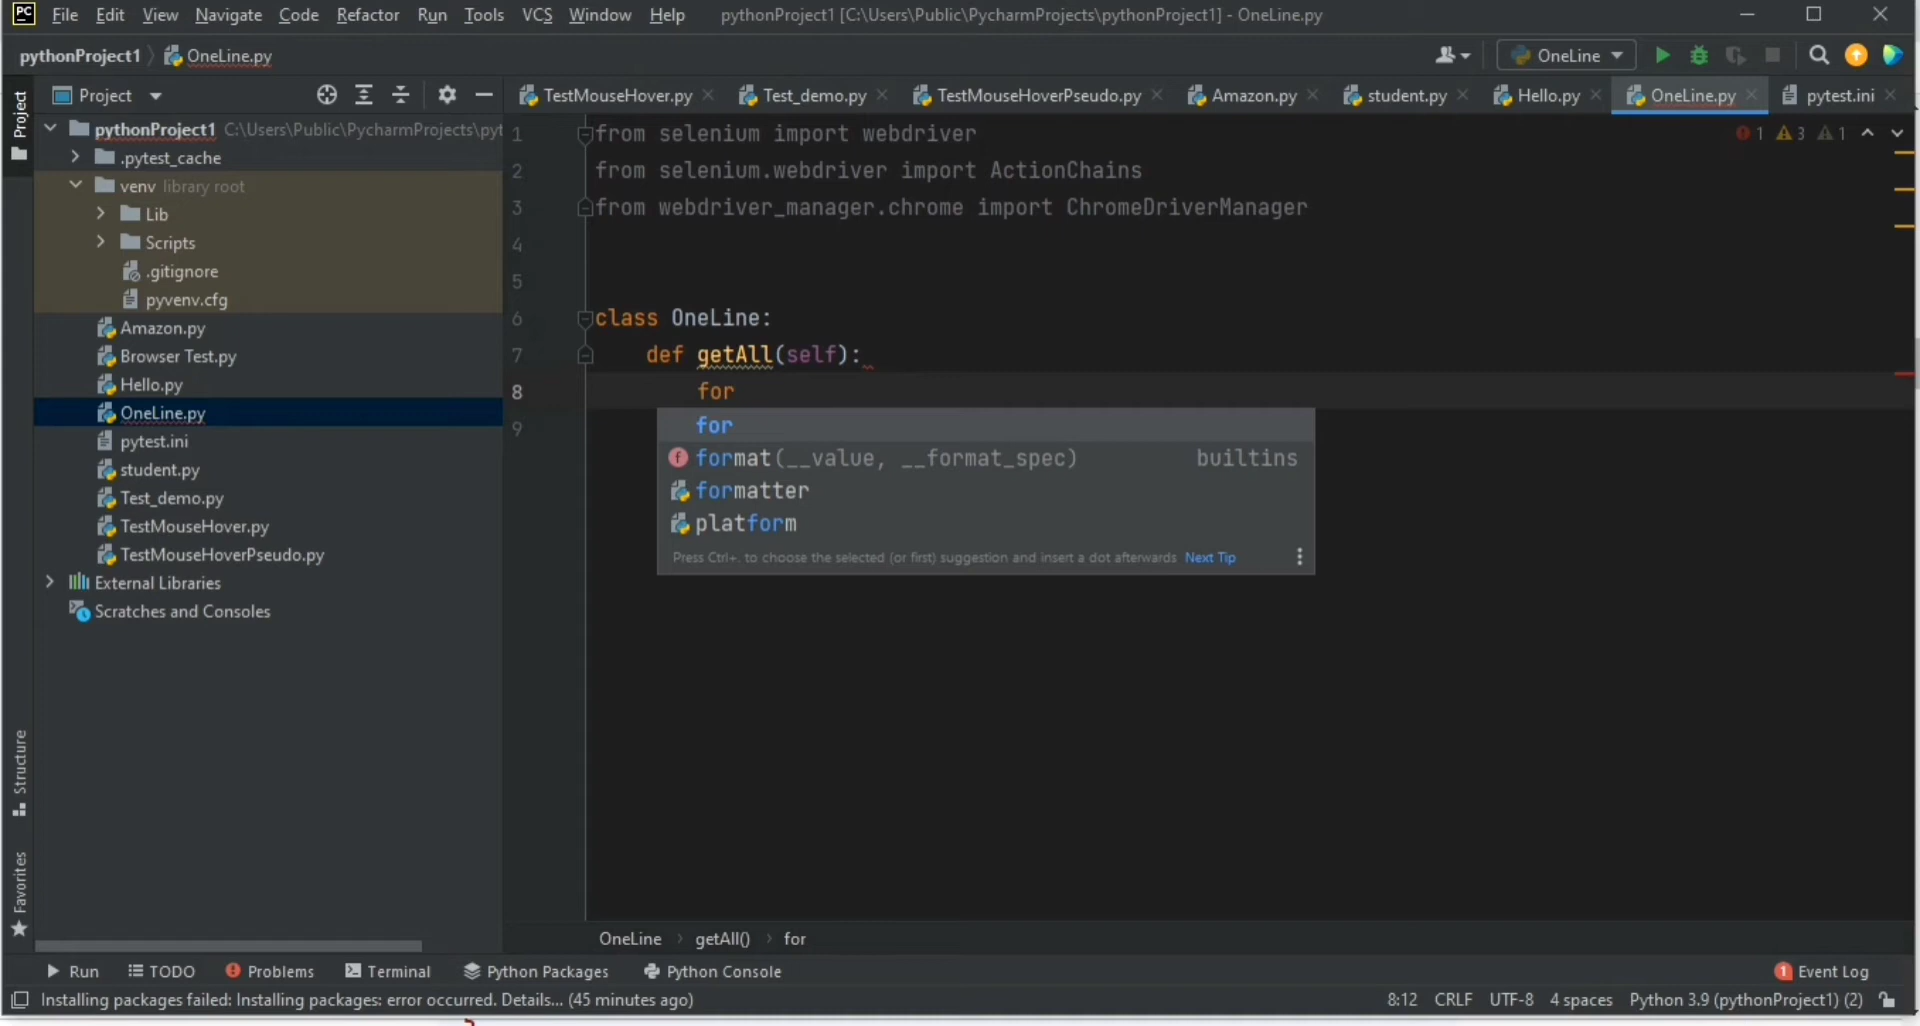 PC File Edit View Navigate Code Refactor Run Tools VCS Window Help pythonProject1 [C:\Users\Public\PycharmProjects\pythonProject1] - OneLine.py
pythonProject1 OneLine.py OneLine
Project TestMouseHover.py Test_demo.py TestMouseHoverPseudo.py Amazon.py student.py Hello.py OneLine.py pytest.ini
Project
pythonProject1 C:\Users\Public\PycharmProjects\pyt
.pytest_cache
venv library root
Lib
Scripts
.gitignore
pyvenv.cfg
Amazon.py
Browser Test.py
Hello.py
OneLine.py
pytest.ini
student.py
Test_demo.py
TestMouseHover.py
TestMouseHoverPseudo.py
External Libraries
Scratches and Consoles
Structure
Favorites
1 from selenium import webdriver
1 3 1
2 from selenium.webdriver import ActionChains
3 from webdriver_manager.chrome import ChromeDriverManager
4
5
6 class OneLine:
7 def getAll(self):
8 for
9
for
f format(__value, __format_spec) builtins
formatter
platform
Press Ctrl+. to choose the selected (or first) suggestion and insert a dot afterwards Next Tip
OneLine getAll() for
Run TODO Problems Terminal Python Packages Python Console 1 Event Log
Installing packages failed: Installing packages: error occurred. Details... (45 minutes ago) 8:12 CRLF UTF-8 4 spaces Python 3.9 (pythonProject1) (2)